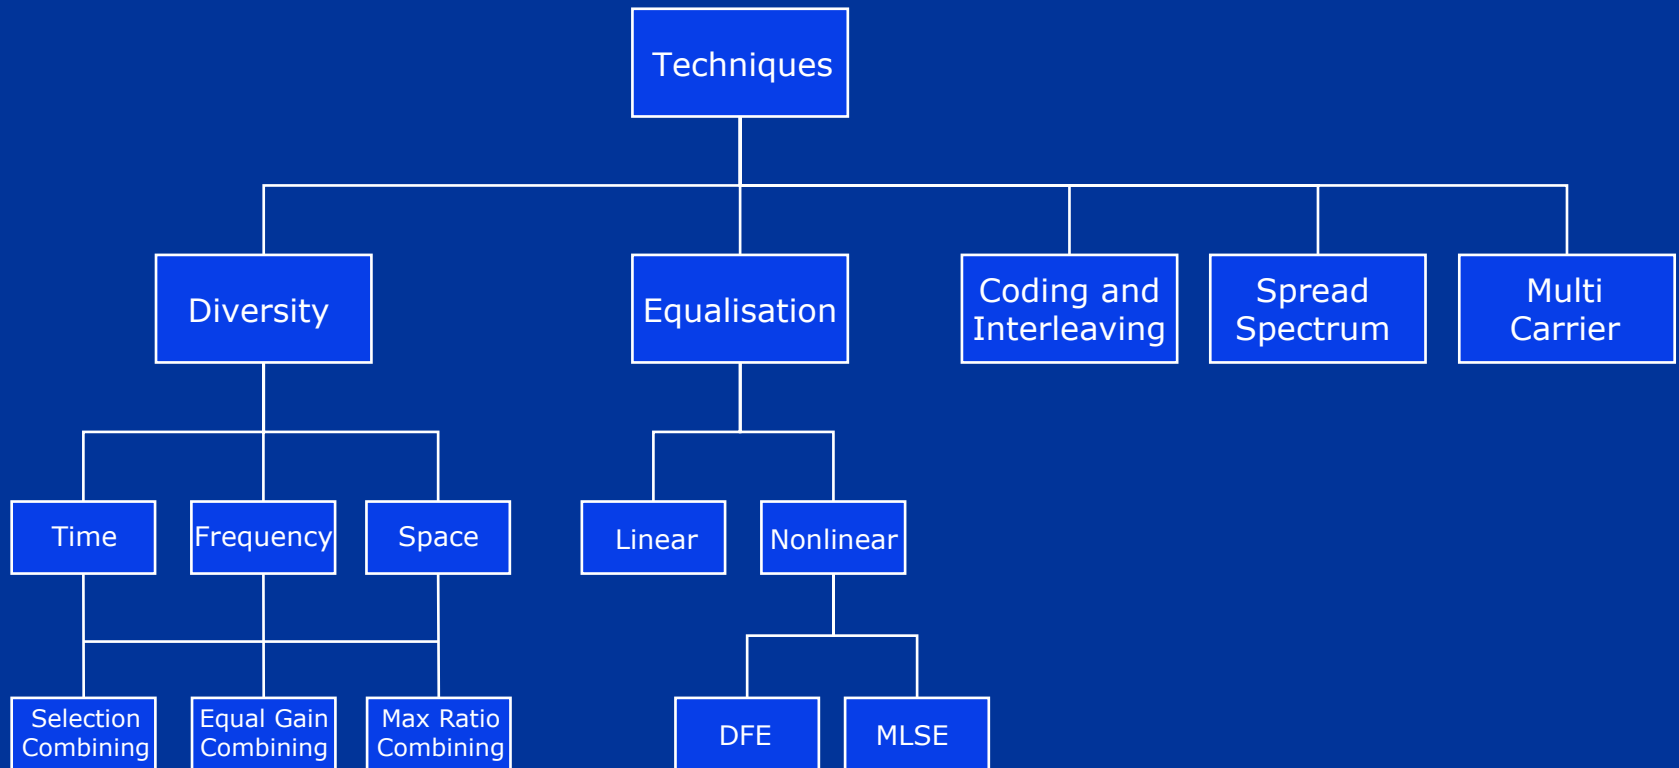 Techniques
Diversity
Equalisation
Coding and
Interleaving
Spread
Spectrum
Multi
Carrier
Time
Frequency
Space
Linear
Nonlinear
Selection
Combining
Equal Gain
Combining
Max Ratio
Combining
DFE
MLSE